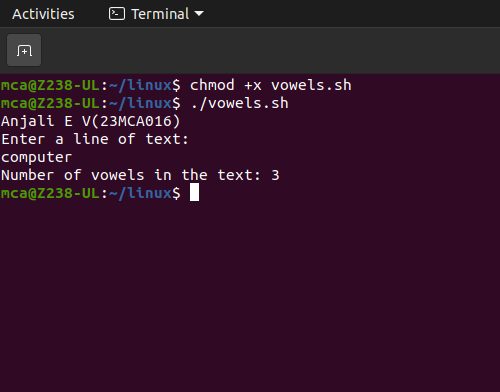 Activities Terminal
mca@Z238-UL:~/linux$ chmod +x vowels.sh
mca@Z238-UL:~/linux$ ./vowels.sh
Anjali E V(23MCA016)
Enter a line of text:
computer
Number of vowels in the text: 3
mca@Z238-UL:~/linux$